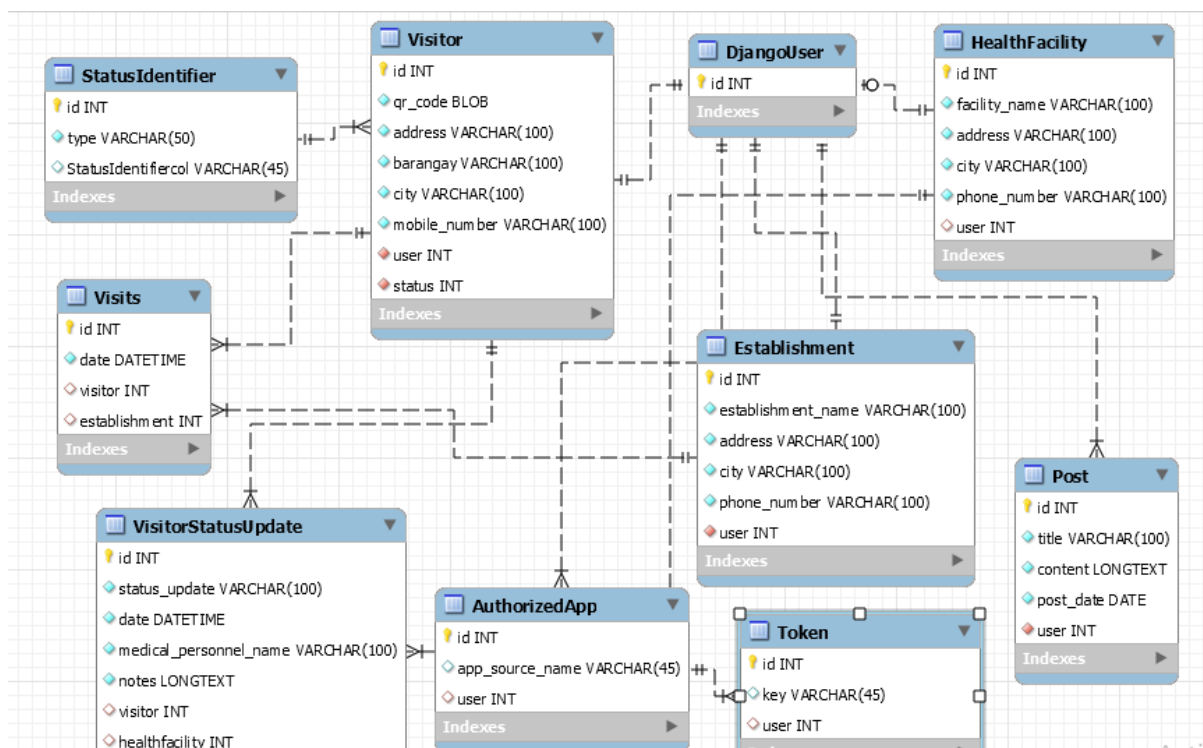 StatusIdentifier
id INT
type VARCHAR(50)
StatusIdentifiercol VARCHAR(45)
Indexes
Visitor
id INT
qr_code BLOB
address VARCHAR(100)
barangay VARCHAR(100)
city VARCHAR(100)
mobile_number VARCHAR(100)
user INT
status INT
Indexes
DjangoUser
id INT
Indexes
HealthFacility
id INT
facility_name VARCHAR(100)
address VARCHAR(100)
city VARCHAR(100)
phone_number VARCHAR(100)
user INT
Indexes
Visits
id INT
date DATETIME
visitor INT
establishment INT
Indexes
Establishment
id INT
establishment_name VARCHAR(100)
address VARCHAR(100)
city VARCHAR(100)
phone_number VARCHAR(100)
user INT
Indexes
Post
id INT
title VARCHAR(100)
content LONGTEXT
post_date DATE
user INT
Indexes
VisitorStatusUpdate
id INT
status_update VARCHAR(100)
date DATETIME
medical_personnel_name VARCHAR(100)
notes LONGTEXT
visitor INT
healthfacility INT
AuthorizedApp
id INT
app_source_name VARCHAR(45)
user INT
Indexes
Token
id INT
key VARCHAR(45)
user INT